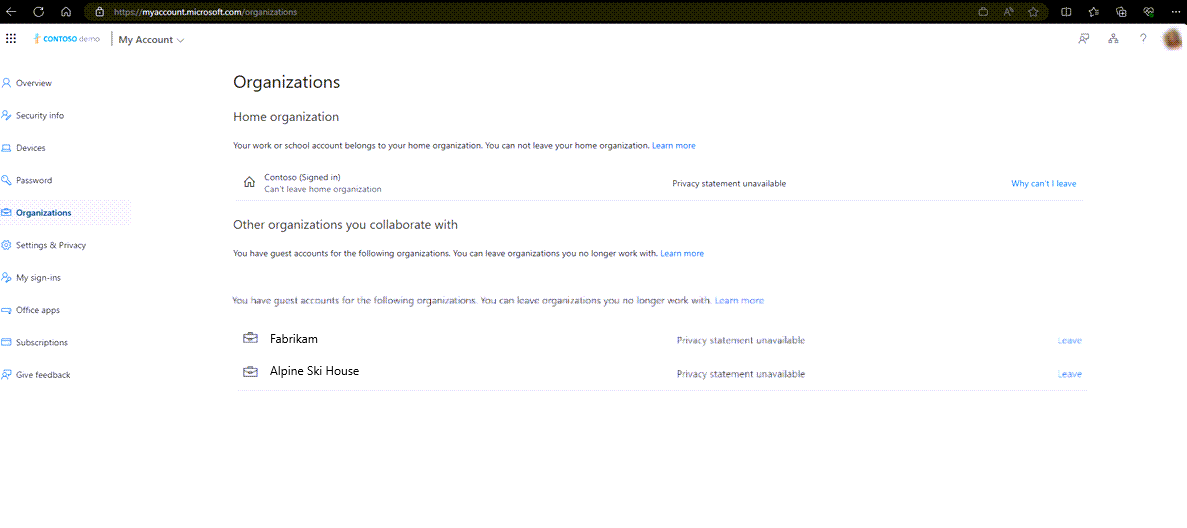 https://myaccount.microsoft.com/organizations
CONTOSO demo My Account
Overview
Security info
Devices
Password
Organizations
Settings & Privacy
My sign-ins
Office apps
Subscriptions
Give feedback
Organizations
Home organization
Your work or school account belongs to your home organization. You can not leave your home organization. Learn more
Contoso (Signed in)
Can't leave home organization
Privacy statement unavailable
Why can't I leave
Other organizations you collaborate with
You have guest accounts for the following organizations. You can leave organizations you no longer work with. Learn more
You have guest accounts for the following organizations. You can leave organizations you no longer work with. Learn more
Fabrikam Privacy statement unavailable Leave
Alpine Ski House Privacy statement unavailable Leave